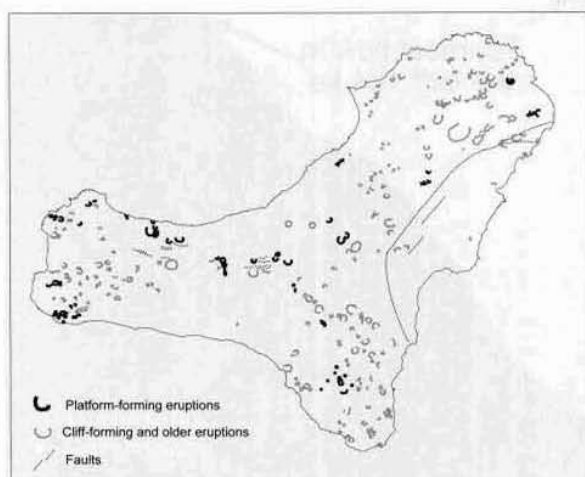 Platform-forming eruptions
Cliff-forming and older eruptions
Faults